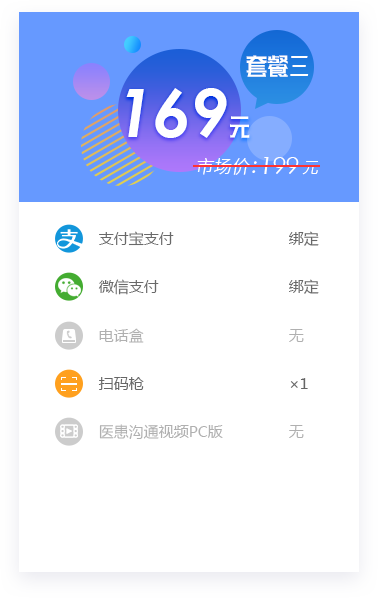 套餐三
169元
市场价:199元
支付宝支付 绑定
微信支付 绑定
电话盒 无
扫码枪 ×1
医患沟通视频PC版 无